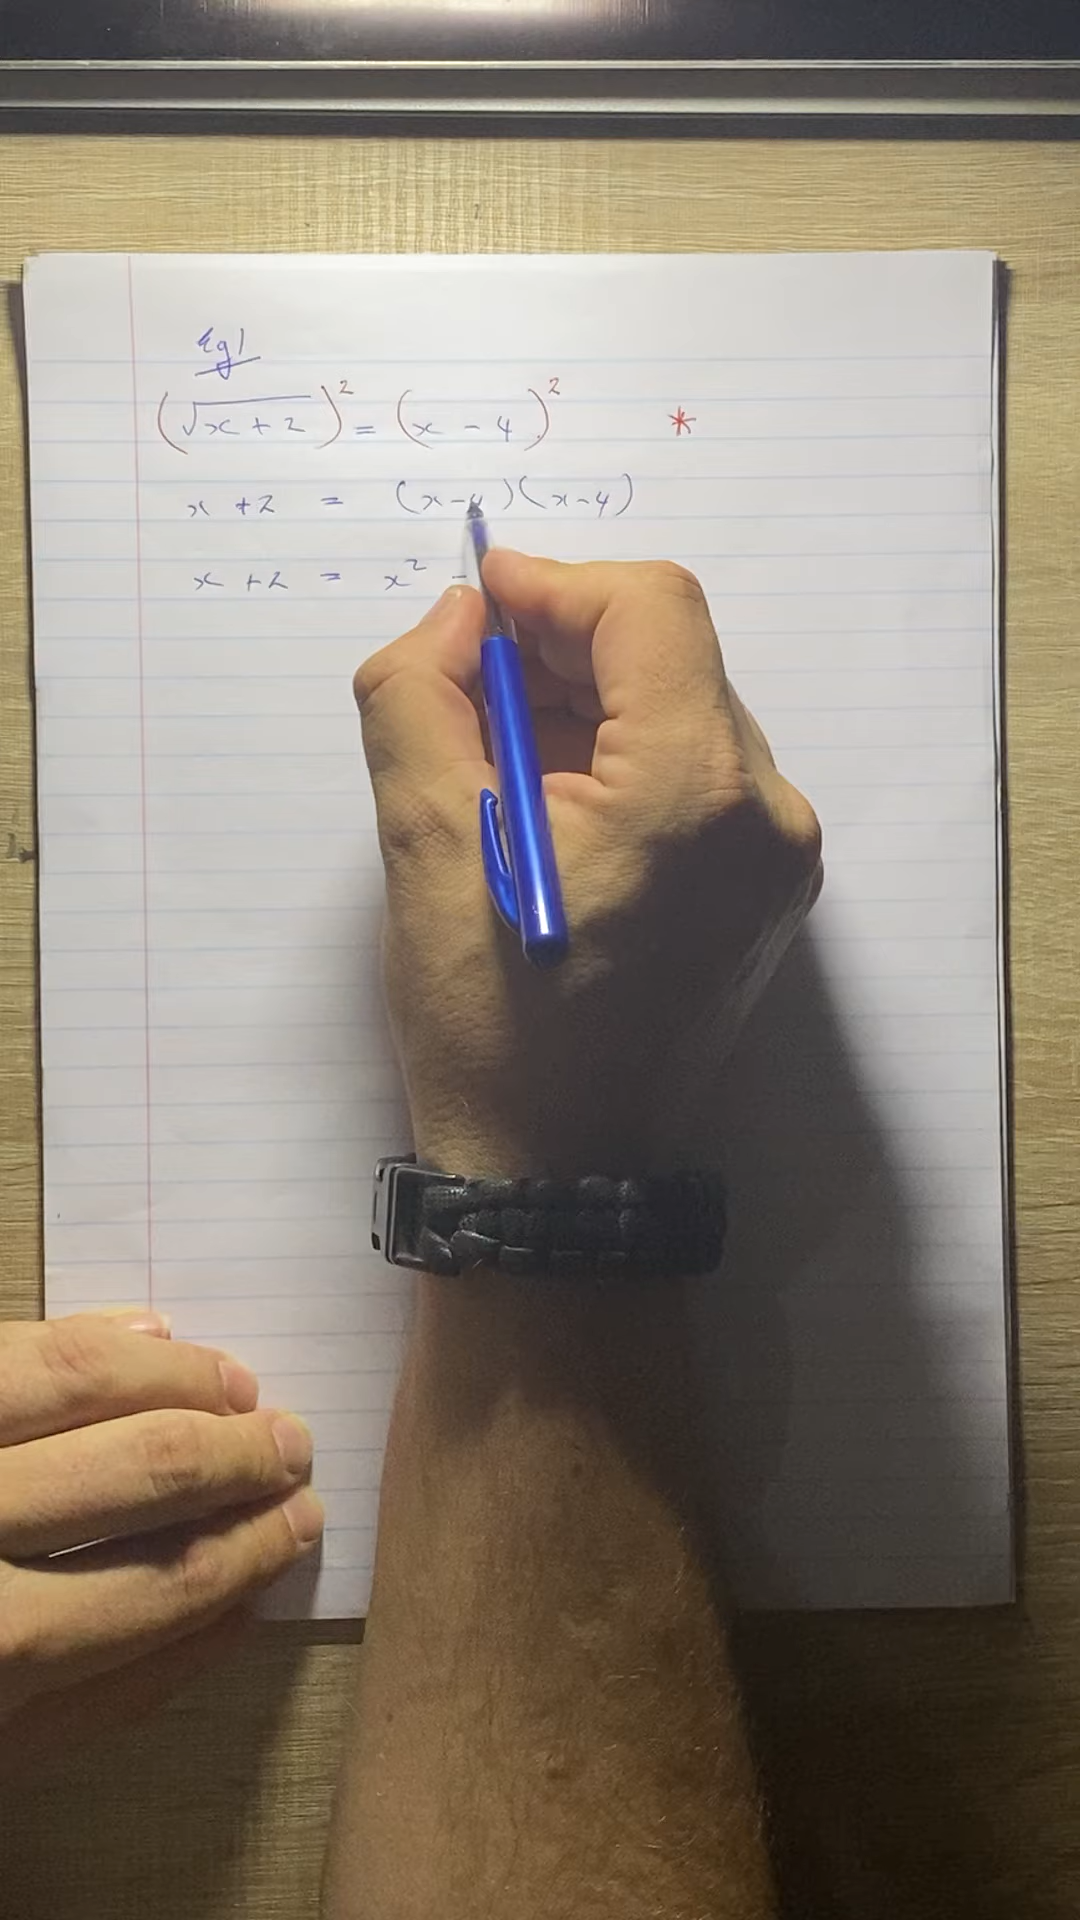 Eg1
(√x + 2)² = (x - 4)² *
x + 2 = (x - 4)(x - 4)
x + 2 = x² -